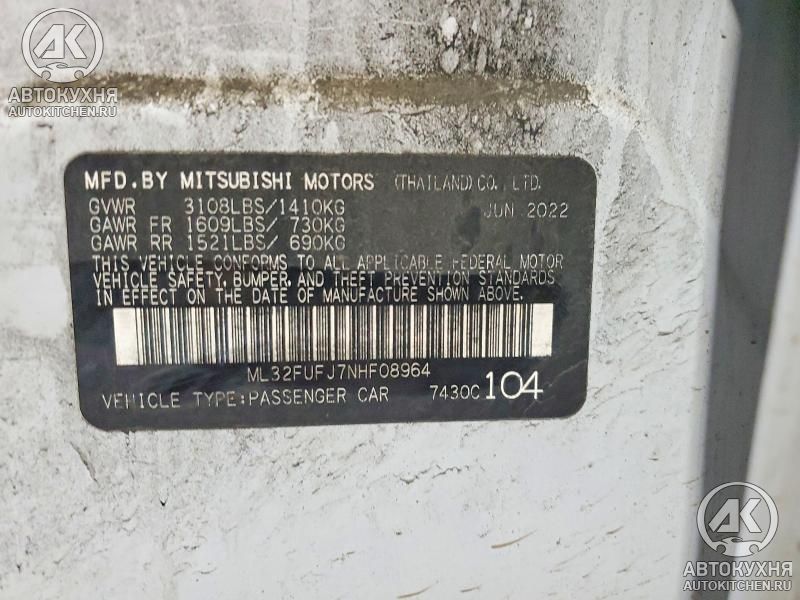 AK
АВТОКУХНЯ
AUTOKITCHEN.RU
MFD. BY MITSUBISHI MOTORS (THAILAND) CO., LTD.
GVWR 3108LBS/1410KG JUN 2022
GAWR FR 1609LBS/ 730KG
GAWR RR 1521LBS/ 690KG
THIS VEHICLE CONFORMS TO ALL APPLICABLE FEDERAL MOTOR
VEHICLE SAFETY, BUMPER, AND THEFT PREVENTION STANDARDS
IN EFFECT ON THE DATE OF MANUFACTURE SHOWN ABOVE.
ML32FUFJ7NHF08964
VEHICLE TYPE:PASSENGER CAR 7430C 104
AK
АВТОКУХНЯ
AUTOKITCHEN.RU